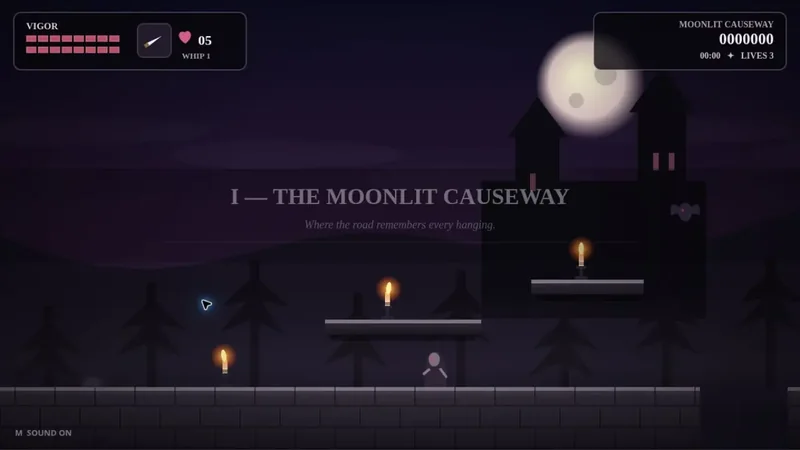 VIGOR
05
WHIP 1
MOONLIT CAUSEWAY
0000000
00:00 ✦ LIVES 3
I — THE MOONLIT CAUSEWAY
Where the road remembers every hanging.
M SOUND ON